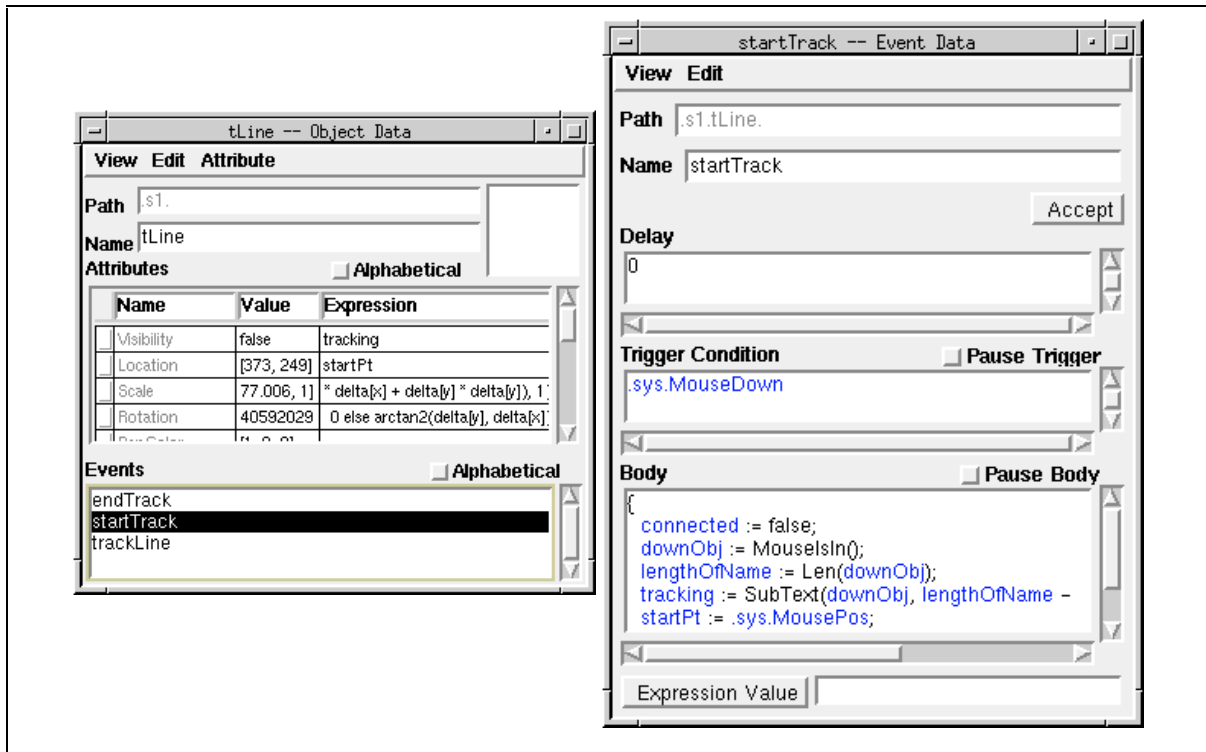 tLine -- Object Data
View Edit Attribute
Path .s1.
Name tLine
Attributes Alphabetical
Name Value Expression
Visibility false tracking
Location [373, 249] startPt
Scale 77.006, 1] * delta[x] + delta[y] * delta[y]), 1
Rotation 40592029 0 else arctan2(delta[y], delta[x]
Events Alphabetical
endTrack
startTrack
trackLine
startTrack -- Event Data
View Edit
Path .s1.tLine.
Name startTrack
Accept
Delay
0
Trigger Condition Pause Trigger
.sys.MouseDown
Body Pause Body
{
connected := false;
downObj := MouseIsIn();
lengthOfName := Len(downObj);
tracking := SubText(downObj, lengthOfName –
startPt := .sys.MousePos;
Expression Value